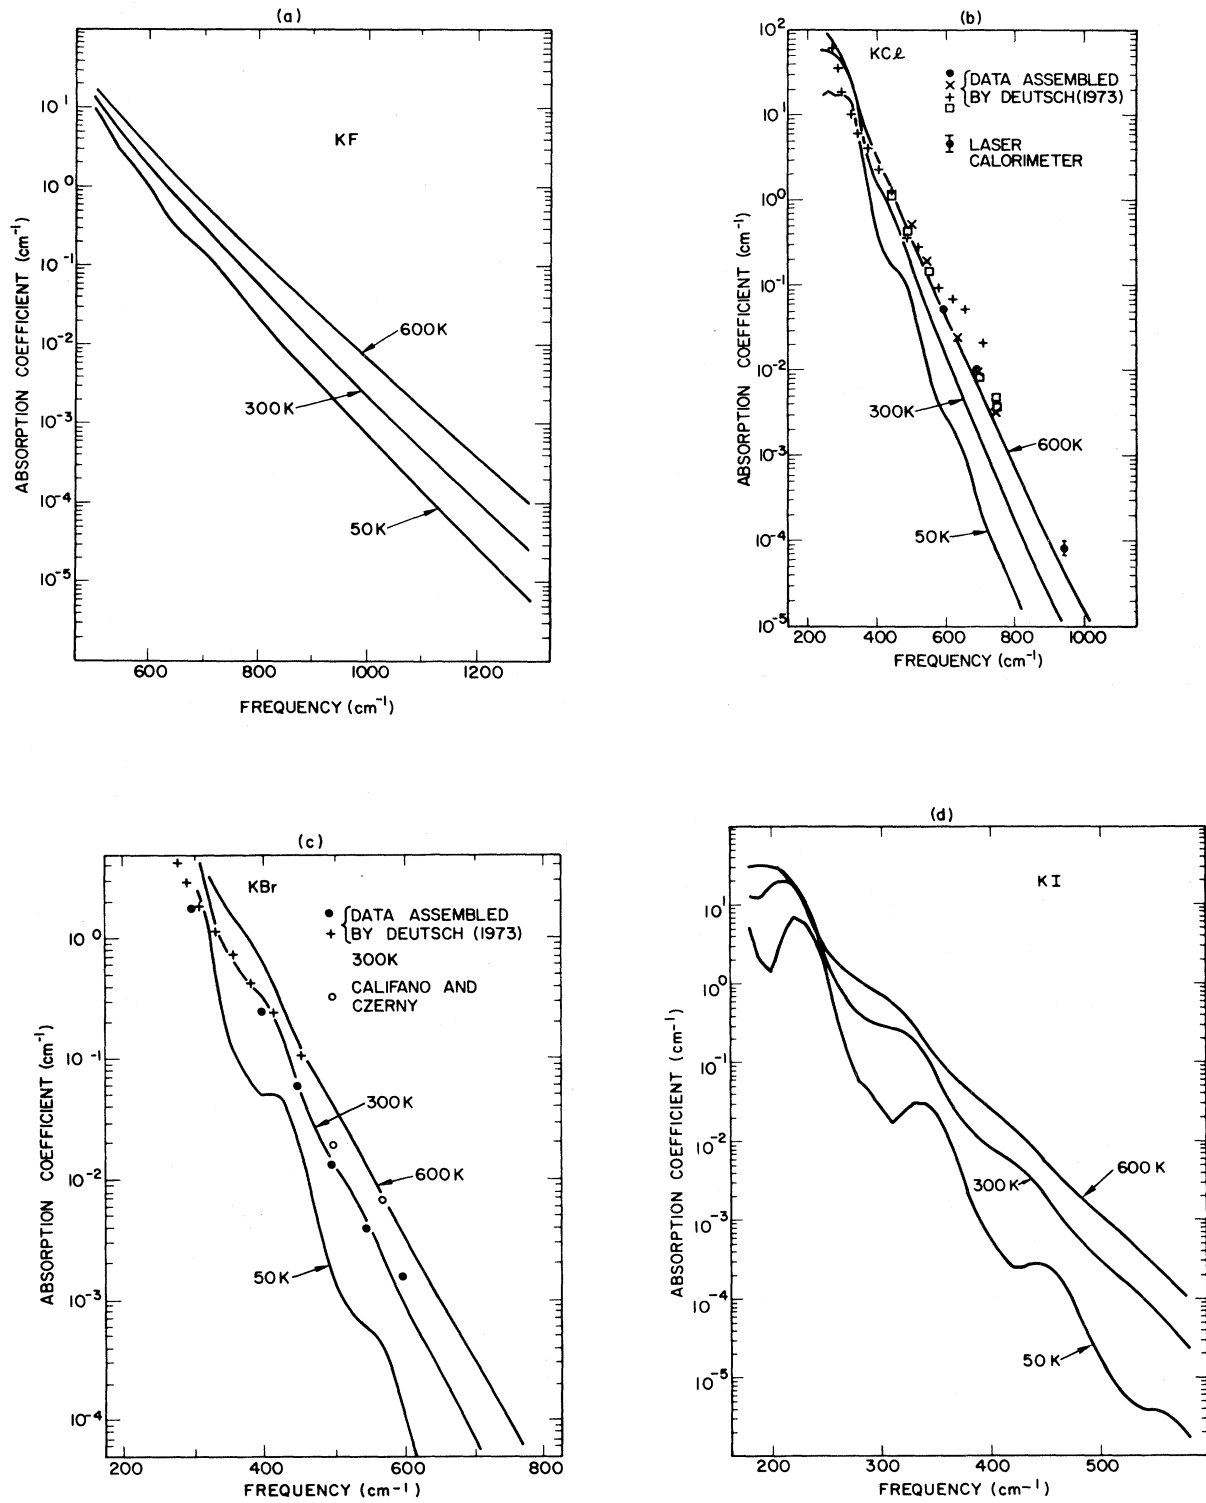 (a)
KF
10¹
10⁰
10⁻¹
10⁻²
10⁻³
10⁻⁴
10⁻⁵
ABSORPTION COEFFICIENT (cm⁻¹)
600K
300K
50K
600
800
1000
1200
FREQUENCY (cm⁻¹)
(b)
KCℓ
10²
10¹
10⁰
10⁻¹
10⁻²
10⁻³
10⁻⁴
10⁻⁵
ABSORPTION COEFFICIENT (cm⁻¹)
DATA ASSEMBLED
BY DEUTSCH(1973)
LASER
CALORIMETER
300K
600K
50K
200
400
600
800
1000
FREQUENCY (cm⁻¹)
(c)
KBr
10⁰
10⁻¹
10⁻²
10⁻³
10⁻⁴
ABSORPTION COEFFICIENT (cm⁻¹)
DATA ASSEMBLED
BY DEUTSCH (1973)
300K
CALIFANO AND
CZERNY
300K
600K
50K
200
400
600
800
FREQUENCY (cm-¹)
(d)
KI
10¹
10⁰
10⁻¹
10⁻²
10⁻³
10⁻⁴
10⁻⁵
ABSORPTION COEFFICIENT (cm⁻¹)
600K
300K
50K
200
300
400
500
FREQUENCY (cm-¹)